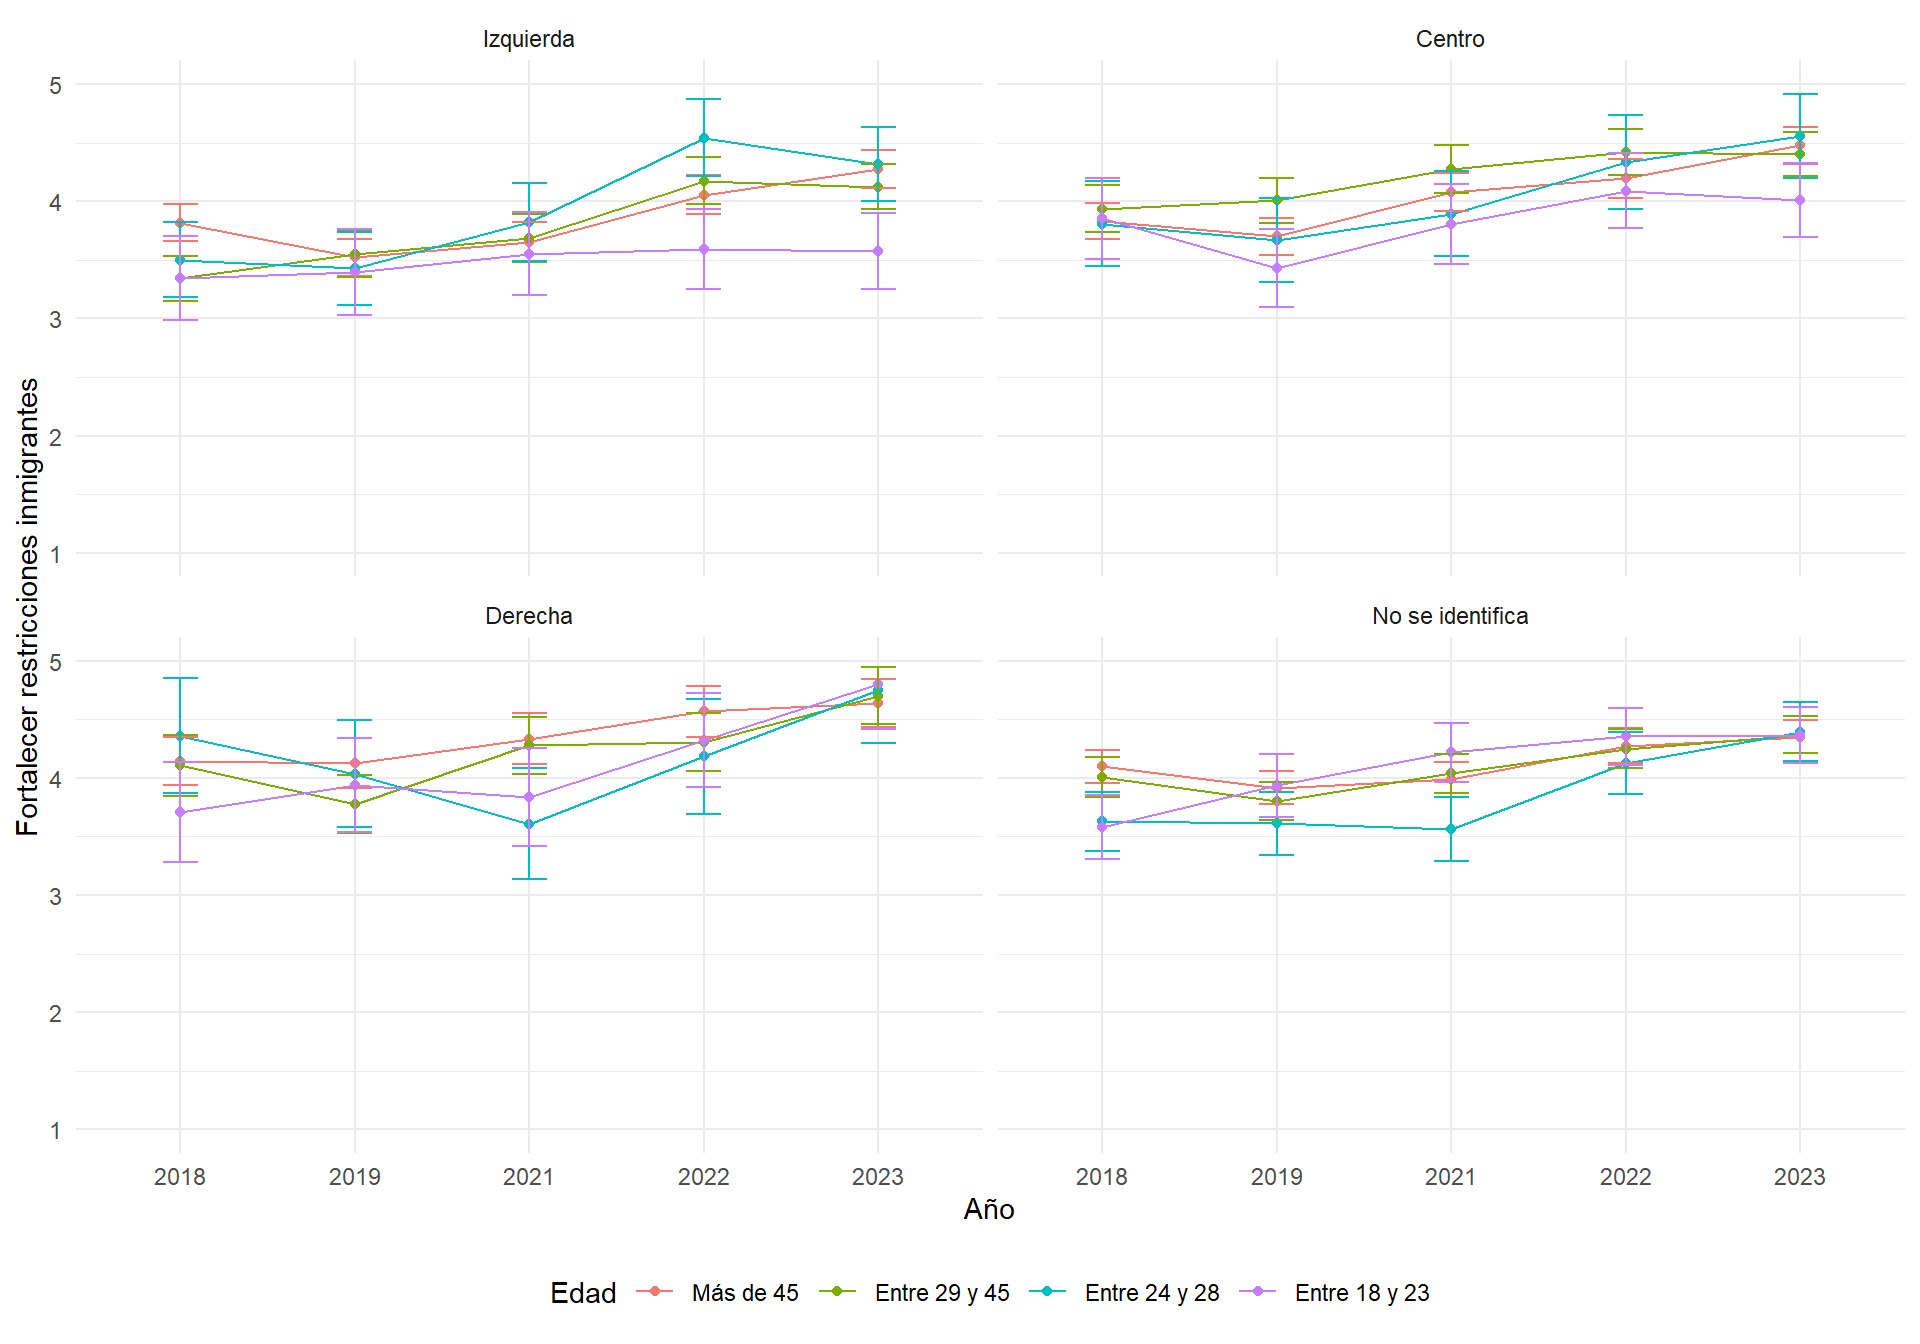 Izquierda
Centro
5
4
3
2
1
Fortalecer restricciones inmigrantes
Derecha
No se identifica
5
4
3
2
1
2018 2019 2021 2022 2023
2018 2019 2021 2022 2023
Año
Edad Más de 45 Entre 29 y 45 Entre 24 y 28 Entre 18 y 23